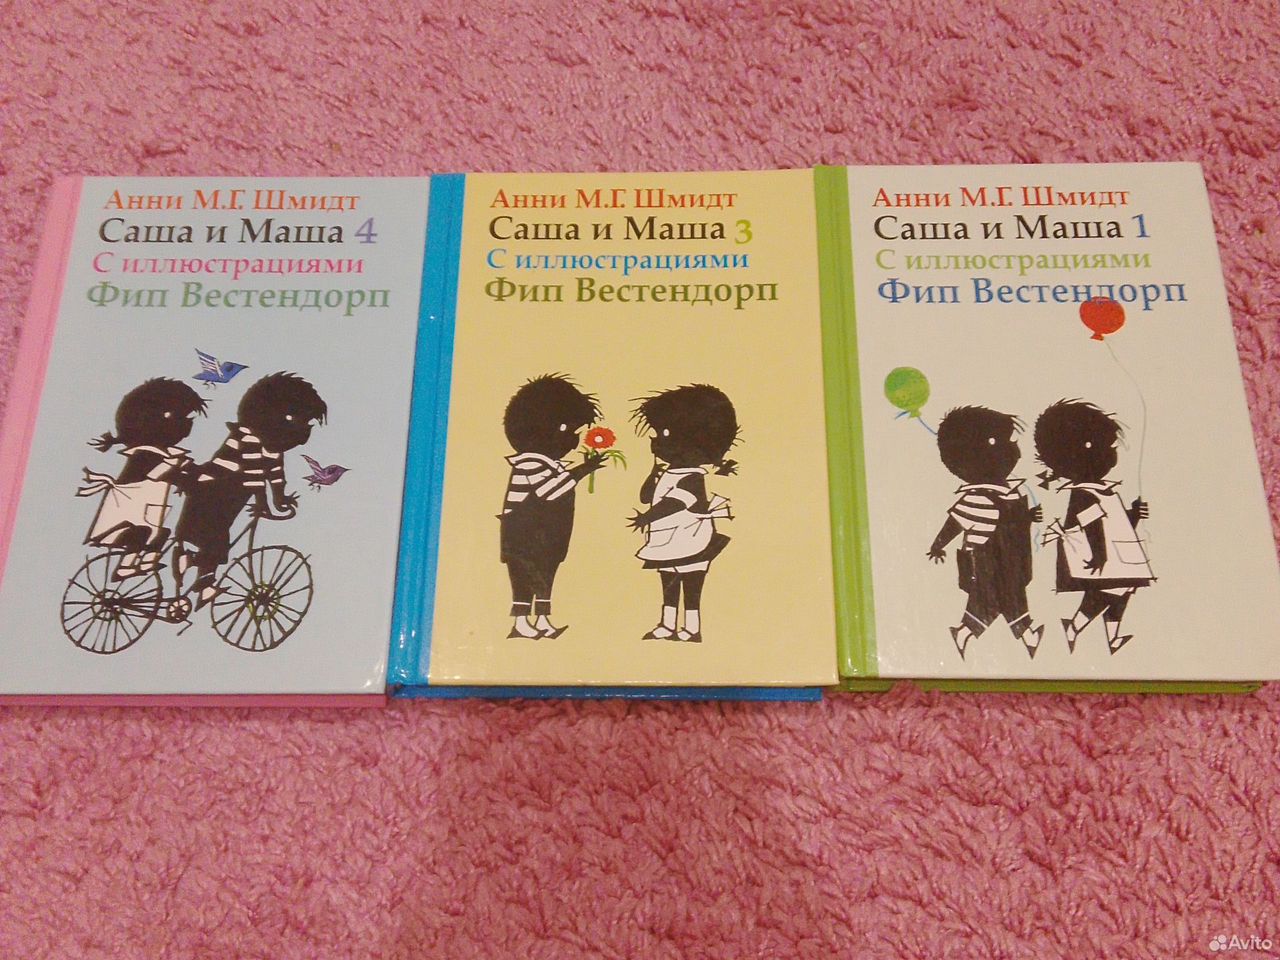 Анни М.Г. Шмидт
Саша и Маша 4
С иллюстрациями
Фип Вестендорп
Анни М.Г. Шмидт
Саша и Маша 3
С иллюстрациями
Фип Вестендорп
Анни М.Г. Шмидт
Саша и Маша 1
С иллюстрациями
Фип Вестендорп
Avito